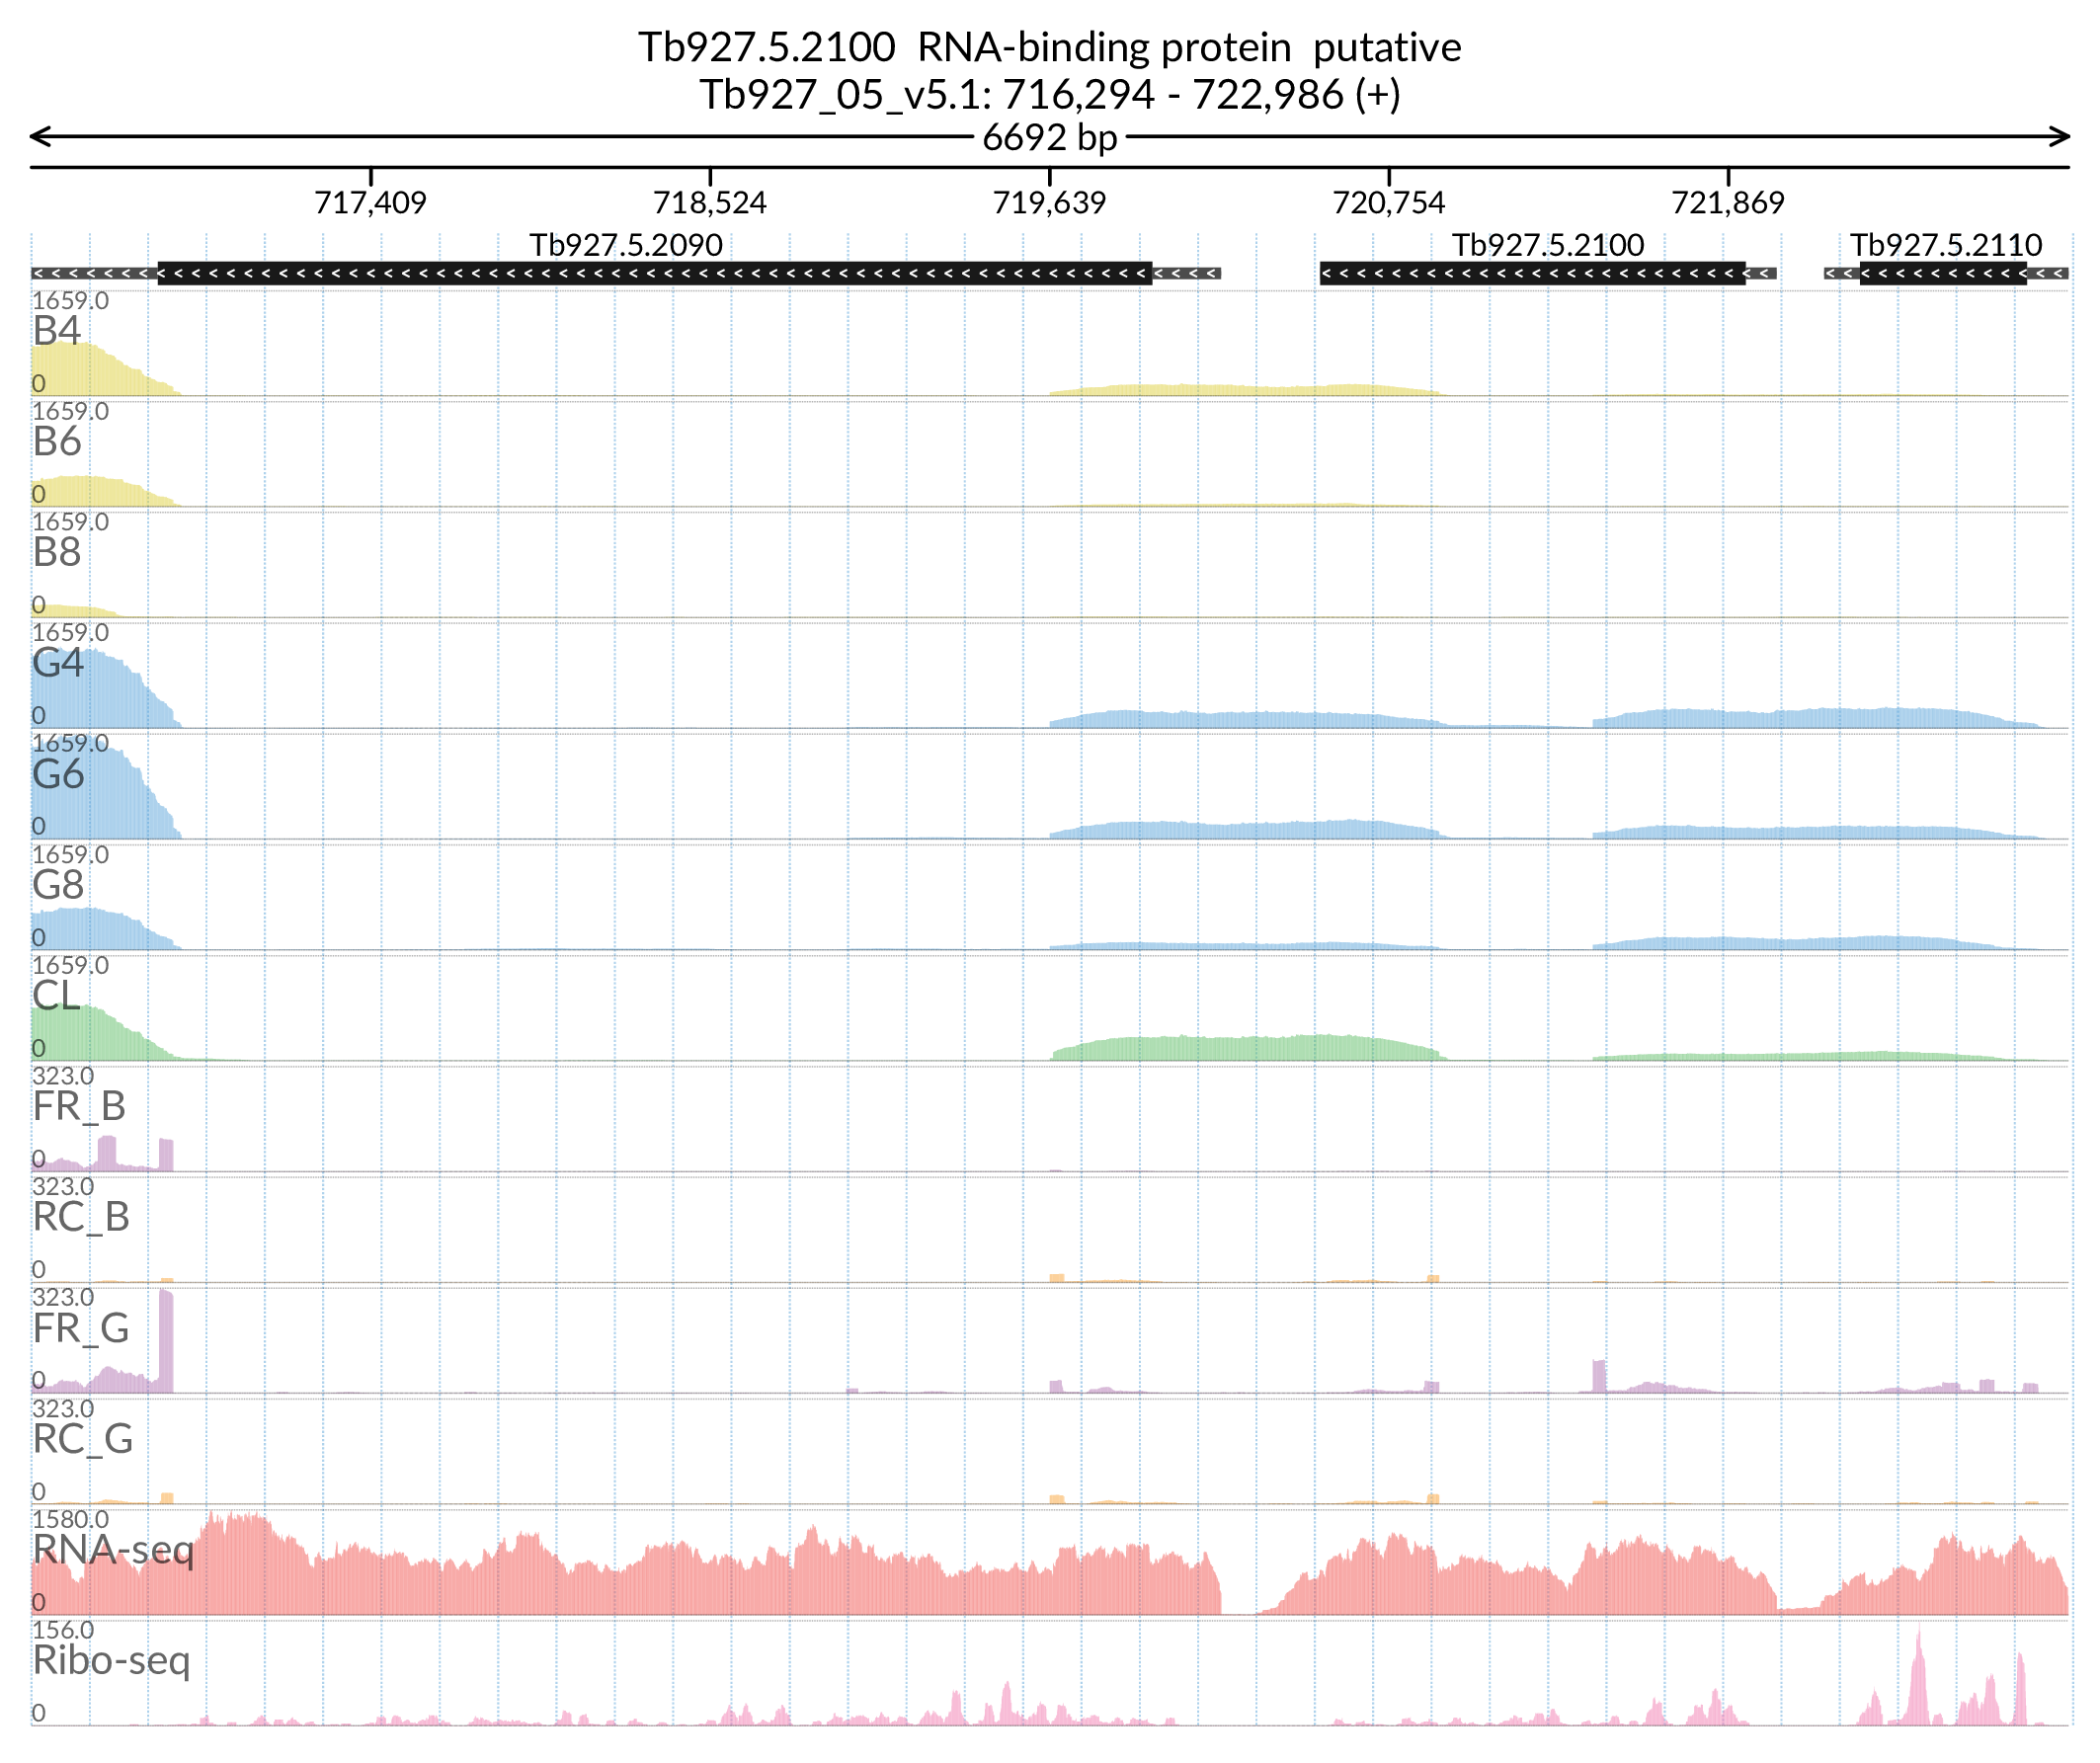 Tb927.5.2100 RNA-binding protein putative
Tb927_05_v5.1: 716,294 - 722,986 (+)
6692 bp
717,409 718,524 719,639 720,754 721,869
Tb927.5.2090 Tb927.5.2100 Tb927.5.2110
1659.0
B4
0
1659.0
B6
0
1659.0
B8
0
1659.0
G4
0
1659.0
G6
0
1659.0
G8
0
1659.0
CL
0
323.0
FR_B
0
323.0
RC_B
0
323.0
FR_G
0
323.0
RC_G
0
1580.0
RNA-seq
0
156.0
Ribo-seq
0